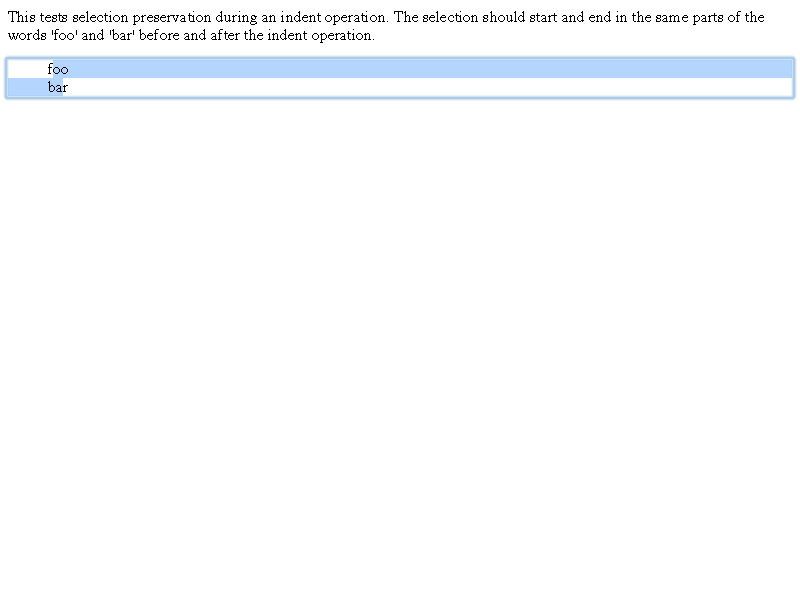 This tests selection preservation during an indent operation. The selection should start and end in the same parts of the
words 'foo' and 'bar' before and after the indent operation.
foo
bar